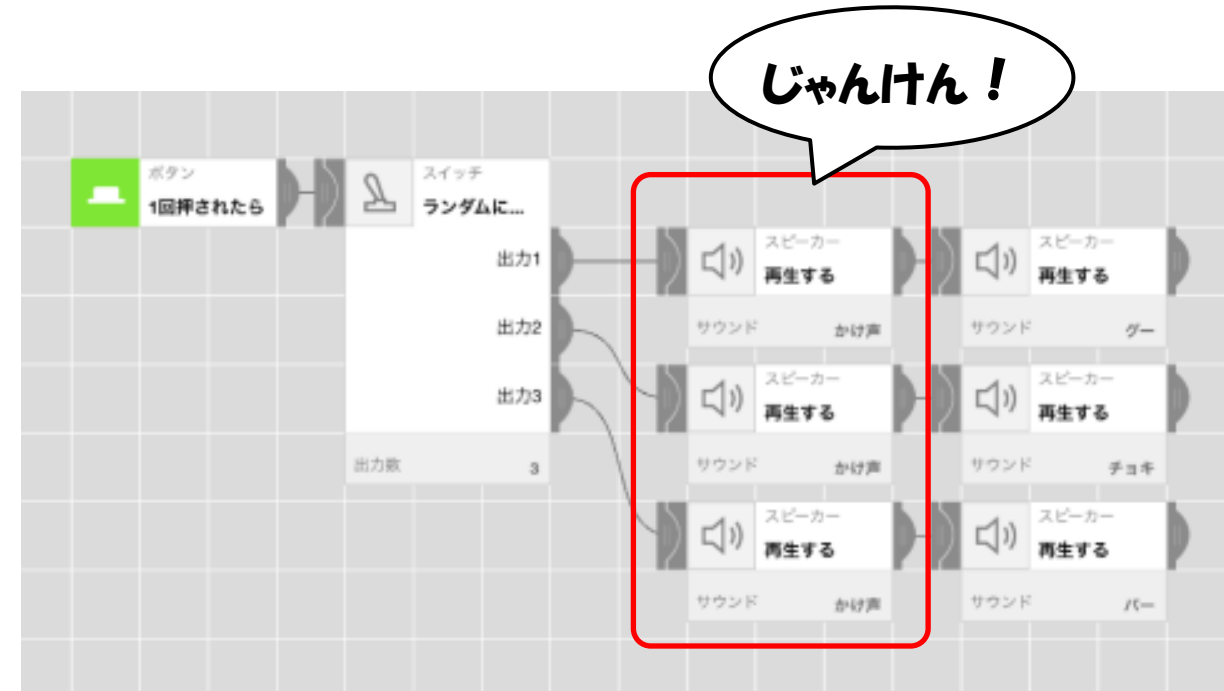 じゃんけん！
ボタン
1回押されたら
スイッチ
ランダムに...
出力1
出力2
出力3
出力数 3
スピーカー
再生する
サウンド かけ声
スピーカー
再生する
サウンド グー
スピーカー
再生する
サウンド かけ声
スピーカー
再生する
サウンド チョキ
スピーカー
再生する
サウンド かけ声
スピーカー
再生する
サウンド パー